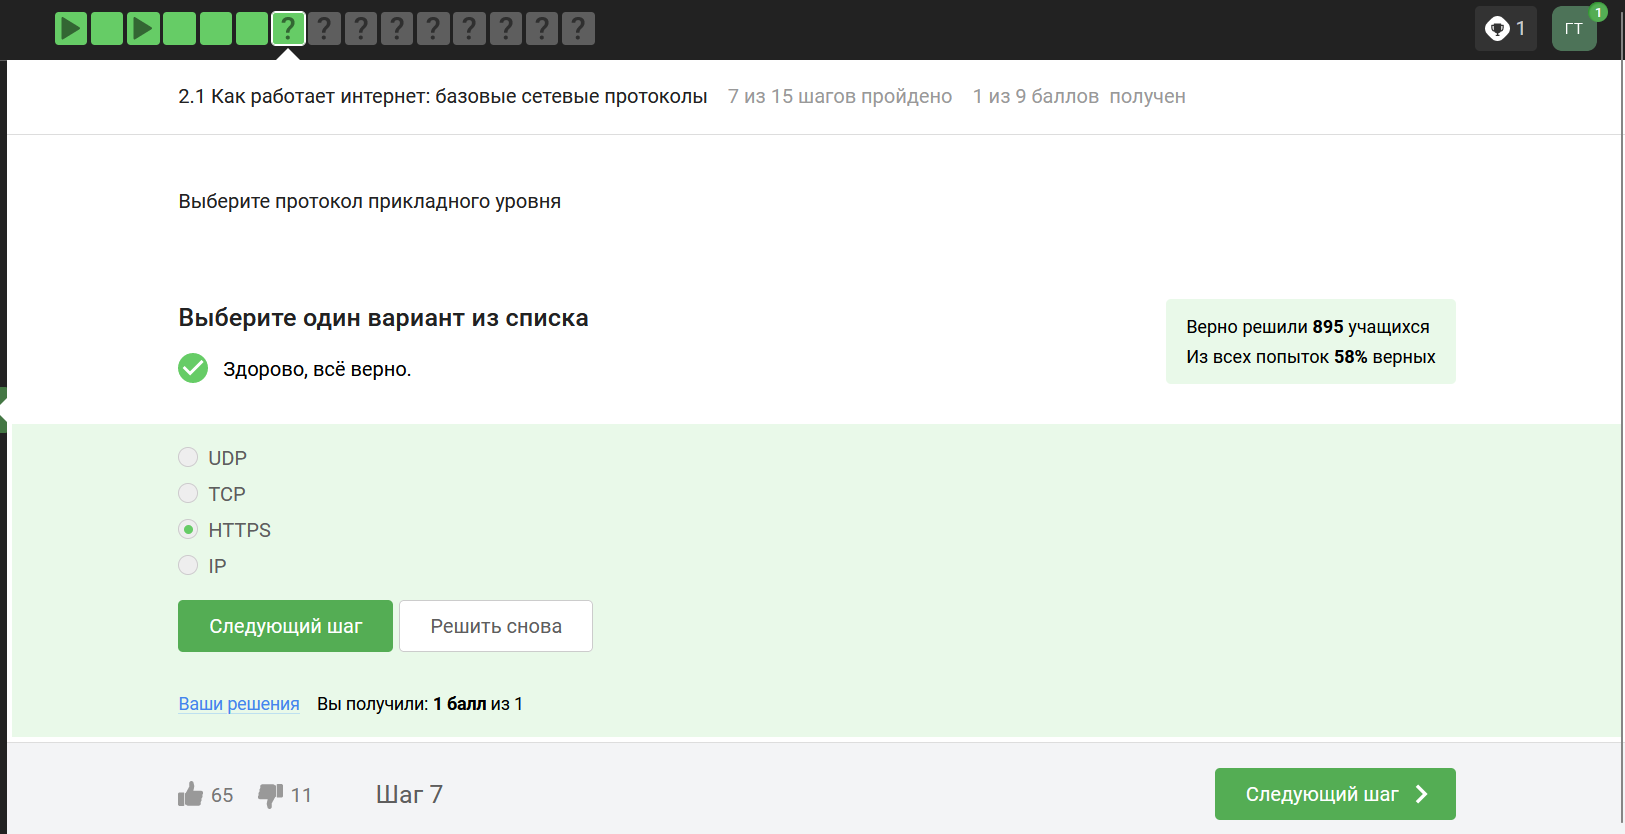 ? ? ? ? ? ? ? ? ?
1
ГТ
1
2.1 Как работает интернет: базовые сетевые протоколы 7 из 15 шагов пройдено 1 из 9 баллов получен
Выберите протокол прикладного уровня
Выберите один вариант из списка
Здорово, всё верно.
Верно решили 895 учащихся
Из всех попыток 58% верных
UDP
TCP
HTTPS
IP
Следующий шаг
Решить снова
Ваши решения Вы получили: 1 балл из 1
65
11
Шаг 7
Следующий шаг